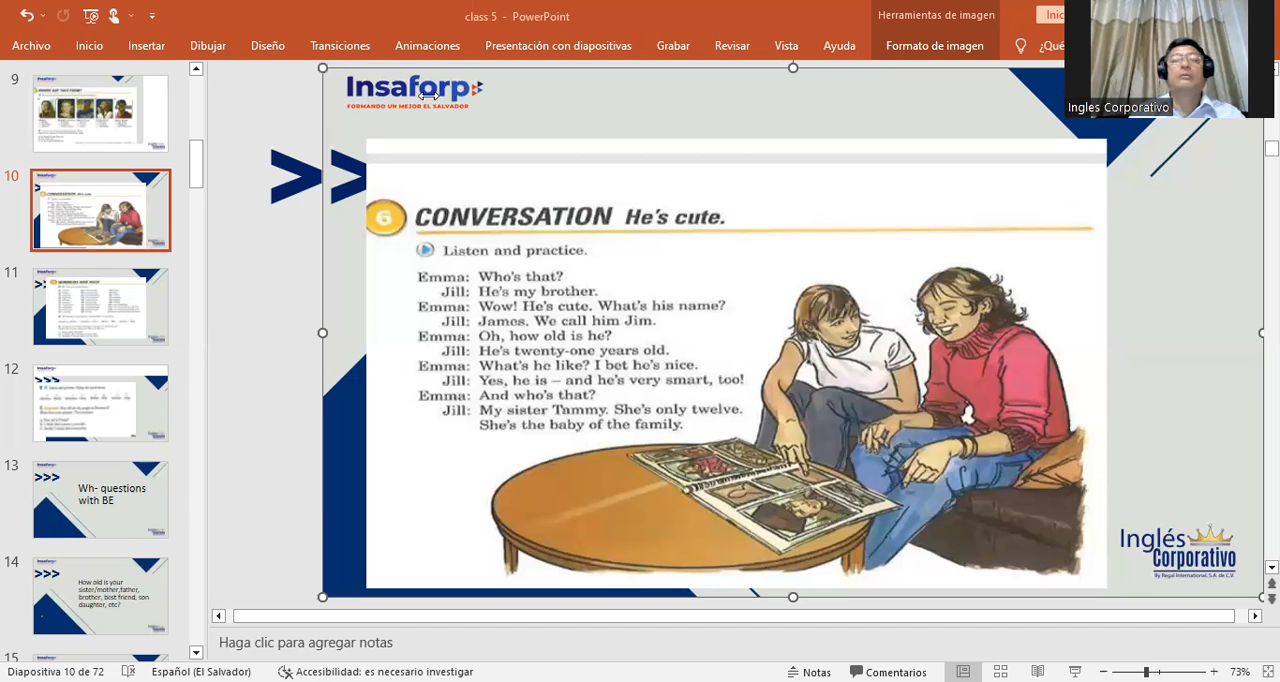 class 5 - PowerPoint
Herramientas de imagen
Inic
Archivo
Inicio
Insertar
Dibujar
Diseño
Transiciones
Animaciones
Presentación con diapositivas
Grabar
Revisar
Vista
Ayuda
Formato de imagen
¿Qué
Ingles Corporativo
9
10
11
12
13
Wh- questions
with BE
14
How old is your
sister/mother,father,
brother, best friend, son
daughter, etc?
15
Insaforp
FORMANDO UN MEJOR EL SALVADOR
>>
6 CONVERSATION He's cute.
Listen and practice.
Emma: Who's that?
Jill: He's my brother.
Emma: Wow! He's cute. What's his name?
Jill: James. We call him Jim.
Emma: Oh, how old is he?
Jill: He's twenty-one years old.
Emma: What's he like? I bet he's nice.
Jill: Yes, he is – and he's very smart, too!
Emma: And who's that?
Jill: My sister Tammy. She's only twelve.
She's the baby of the family.
Inglés
Corporativo
By Regal International, S.A. de C.V.
Haga clic para agregar notas
Diapositiva 10 de 72
Español (El Salvador)
Accesibilidad: es necesario investigar
Notas
Comentarios
73%